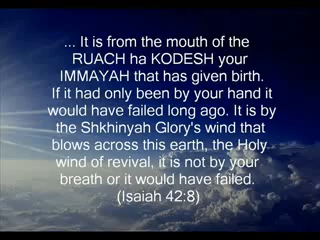 ... It is from the mouth of the
RUACH ha KODESH your
IMMAYAH that has given birth.
If it had only been by your hand it
would have failed long ago. It is by
the Shkhinyah Glory's wind that
blows across this earth, the Holy
wind of revival, it is not by your
breath or it would have failed.
(Isaiah 42:8)